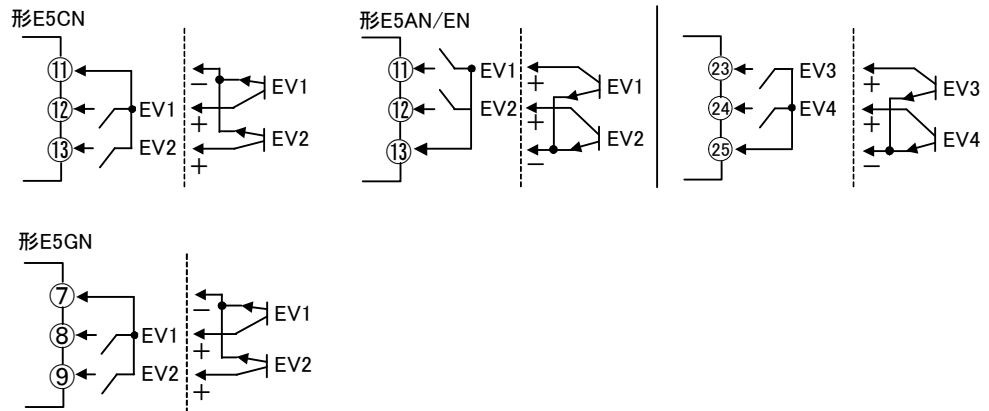 形E5CN
⑪
⑫
⑬
EV1
EV2
−
+
+
EV1
EV2
形E5AN/EN
⑪
⑫
⑬
EV1
EV2
+
+
−
EV1
EV2
㉓
㉔
㉕
EV3
EV4
+
+
−
EV3
EV4
形E5GN
⑦
⑧
⑨
EV1
EV2
−
+
+
EV1
EV2